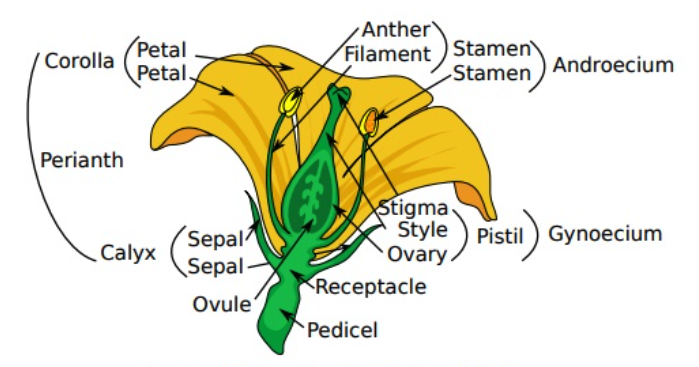 Anther
Filament
Stamen
Stamen
Androecium
Corolla
Petal
Petal
Perianth
Calyx
Sepal
Sepal
Stigma
Style
Ovary
Pistil
Gynoecium
Ovule
Receptacle
Pedicel